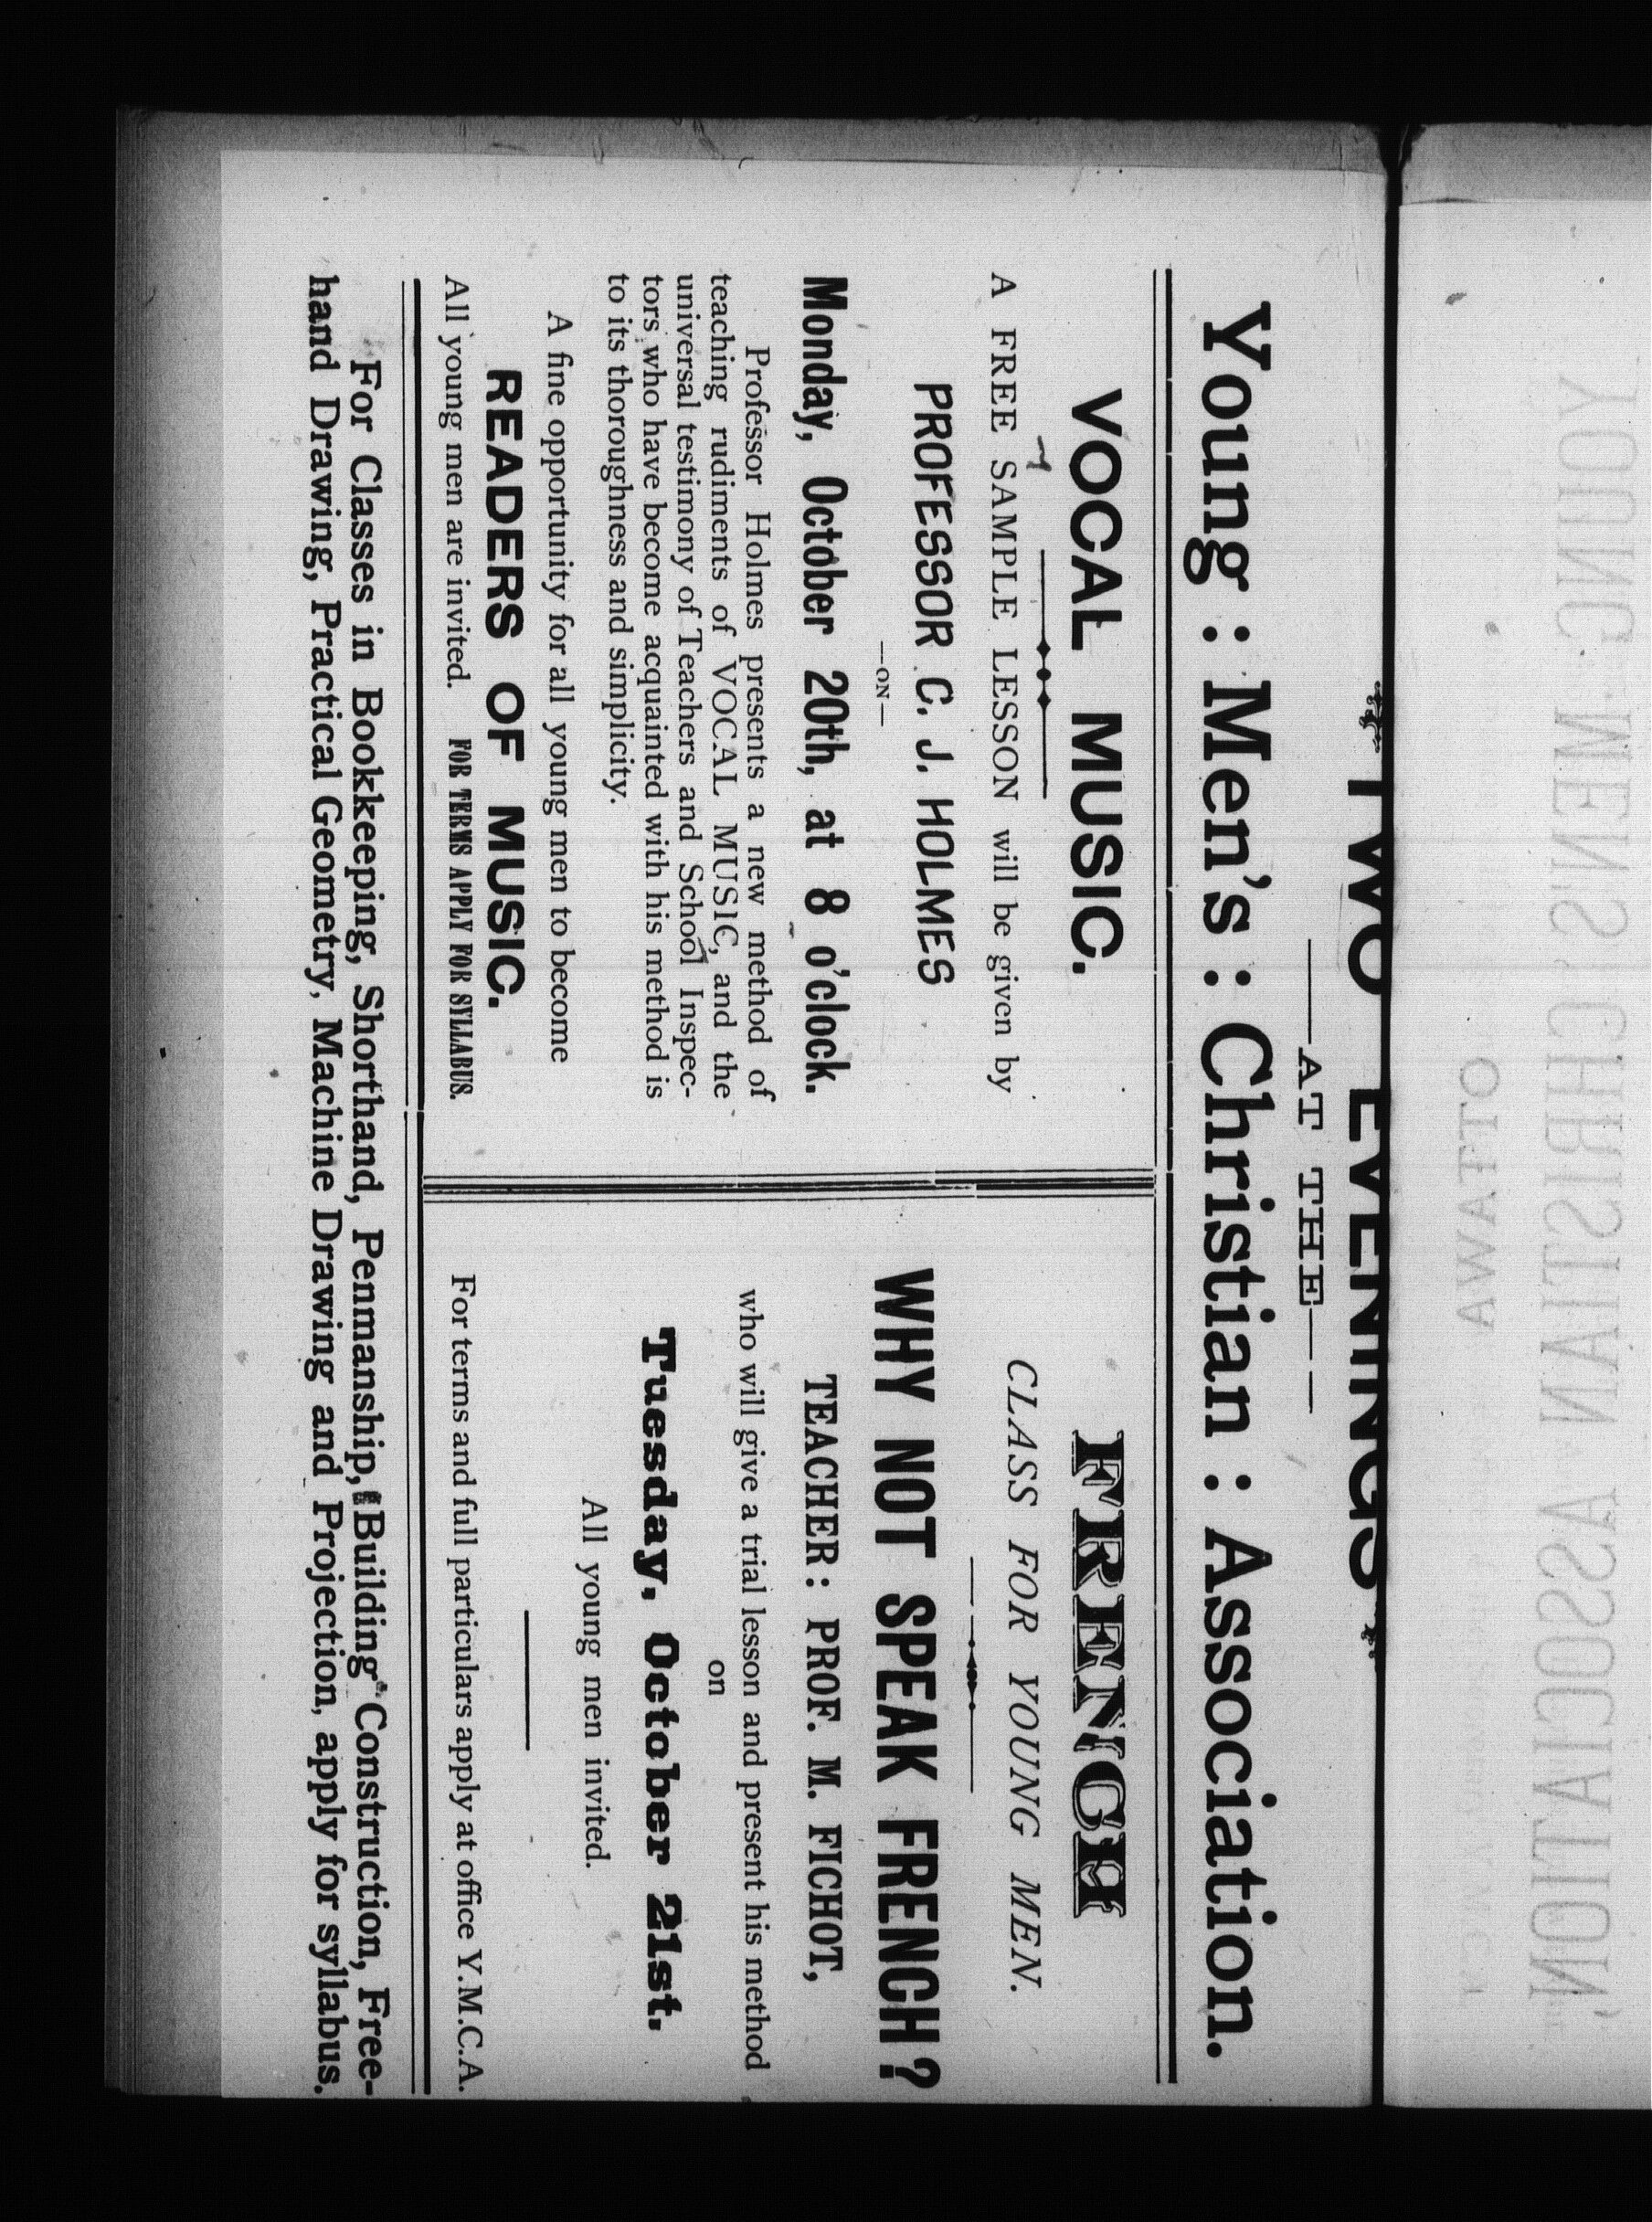 TWO EVENINGS
—AT THE—
Young : Men's : Christian : Association.
VOCAL MUSIC.
A FREE SAMPLE LESSON will be given by
PROFESSOR C. J. HOLMES
—ON—
Monday, October 20th, at 8 o'clock.
Professor Holmes presents a new method of
teaching rudiments of VOCAL MUSIC, and the
universal testimony of Teachers and School Inspec-
tors who have become acquainted with his method is
to its thoroughness and simplicity.
A fine opportunity for all young men to become
READERS OF MUSIC.
All young men are invited. FOR TERMS APPLY FOR SYLLABUS.
FRENCH
CLASS FOR YOUNG MEN.
WHY NOT SPEAK FRENCH?
TEACHER: PROF. M. FICHOT,
who will give a trial lesson and present his method
on
Tuesday, October 21st.
All young men invited.
For terms and full particulars apply at office Y.M.C.A.
For Classes in Bookkeeping, Shorthand, Penmanship, Building Construction, Free-
hand Drawing, Practical Geometry, Machine Drawing and Projection, apply for syllabus.
YOUNG MEN'S CHRISTIAN ASSOCIATION
OTTAWA